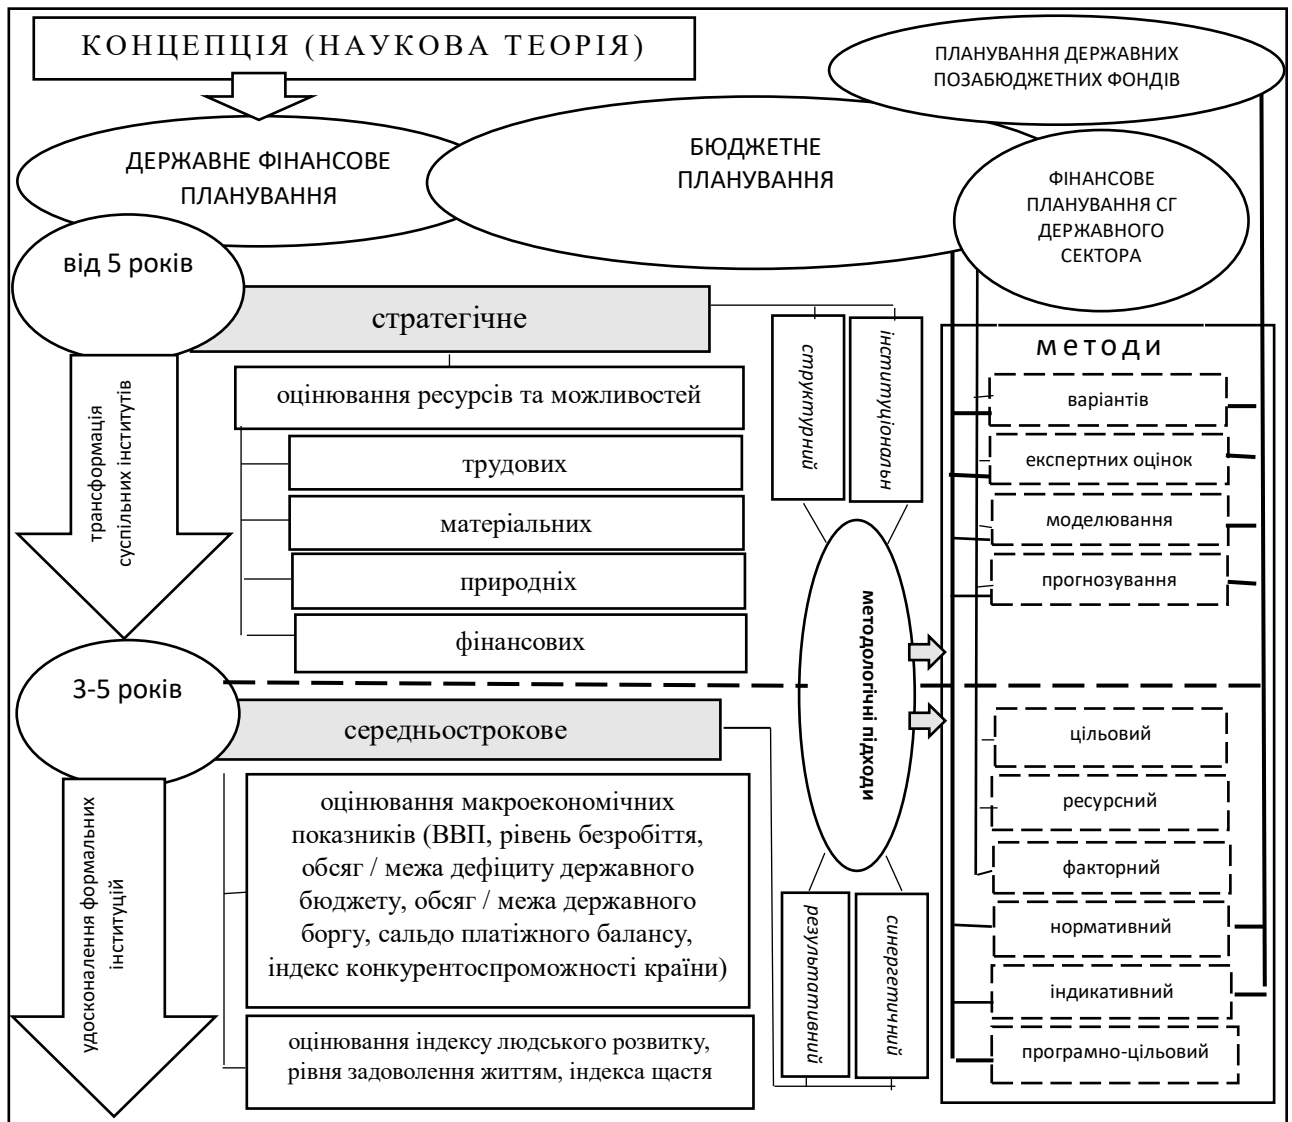 КОНЦЕПЦІЯ (НАУКОВА ТЕОРІЯ)
ПЛАНУВАННЯ ДЕРЖАВНИХ
ПОЗАБЮДЖЕТНИХ ФОНДІВ
ДЕРЖАВНЕ ФІНАНСОВЕ
ПЛАНУВАННЯ
БЮДЖЕТНЕ
ПЛАНУВАННЯ
ФІНАНСОВЕ
ПЛАНУВАННЯ СГ
ДЕРЖАВНОГО
СЕКТОРА
від 5 років
стратегічне
трансформація
суспільних інститутів
оцінювання ресурсів та можливостей
трудових
матеріальних
природніх
фінансових
структурний
інституціональн
методологічні підходи
методи
варіантів
експертних оцінок
моделювання
прогнозування
3-5 років
середньострокове
удосконалення формальних
інституцій
оцінювання макроекономічних
показників (ВВП, рівень безробіття,
обсяг / межа дефіциту державного
бюджету, обсяг / межа державного
боргу, сальдо платіжного балансу,
індекс конкурентоспроможності країни)
оцінювання індексу людського розвитку,
рівня задоволення життям, індекса щастя
результативний
синергетичний
цільовий
ресурсний
факторний
нормативний
індикативний
програмно-цільовий